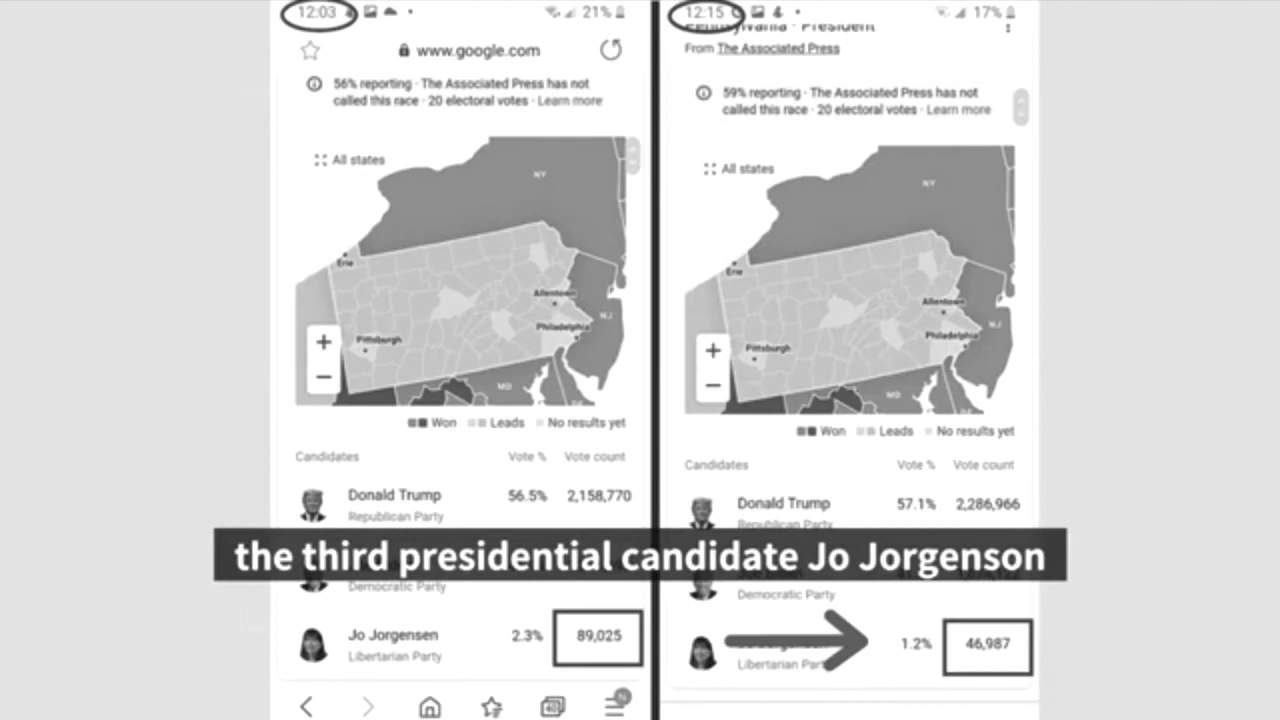 12:03
21%
www.google.com
56% reporting · The Associated Press has not
called this race · 20 electoral votes · Learn more
All states
NY
Erie
Allentown
Philadelphia
NJ
Pittsburgh
MD
+
−
Won Leads No results yet
Candidates Vote % Vote count
Donald Trump 56.5% 2,158,770
Republican Party
Democratic Party
Jo Jorgensen 2.3% 89,025
Libertarian Party
12:15
17%
Pennsylvania · President
From The Associated Press
59% reporting · The Associated Press has not
called this race · 20 electoral votes · Learn more
All states
NY
Erie
Allentown
Philadelphia
NJ
Pittsburgh
MD
+
−
Won Leads No results yet
Candidates Vote % Vote count
Donald Trump 57.1% 2,286,966
Republican Party
Democratic Party
1.2% 46,987
Libertarian Party
the third presidential candidate Jo Jorgenson